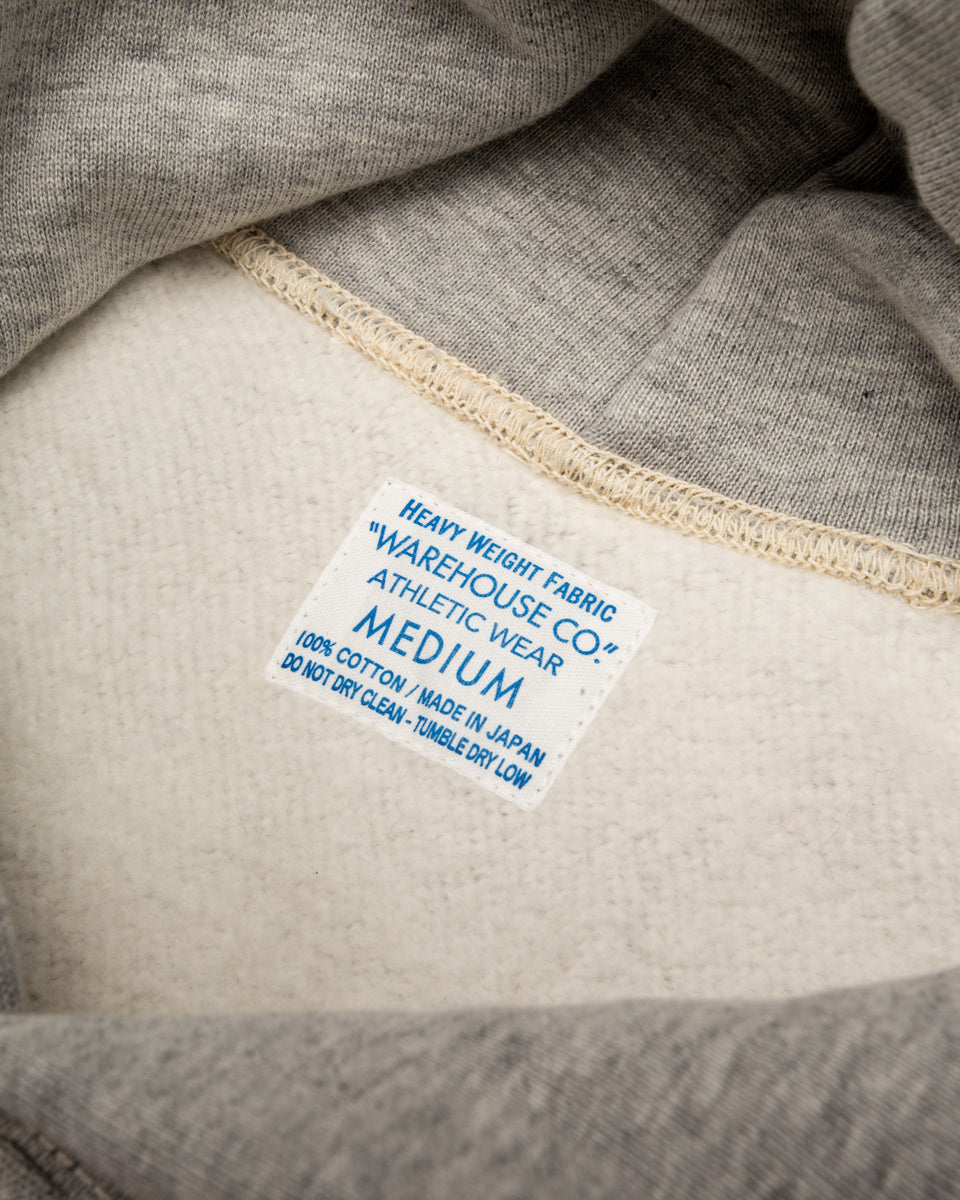 HEAVY WEIGHT FABRIC
"WAREHOUSE CO."
ATHLETIC WEAR
MEDIUM
100% COTTON / MADE IN JAPAN
DO NOT DRY CLEAN - TUMBLE DRY LOW